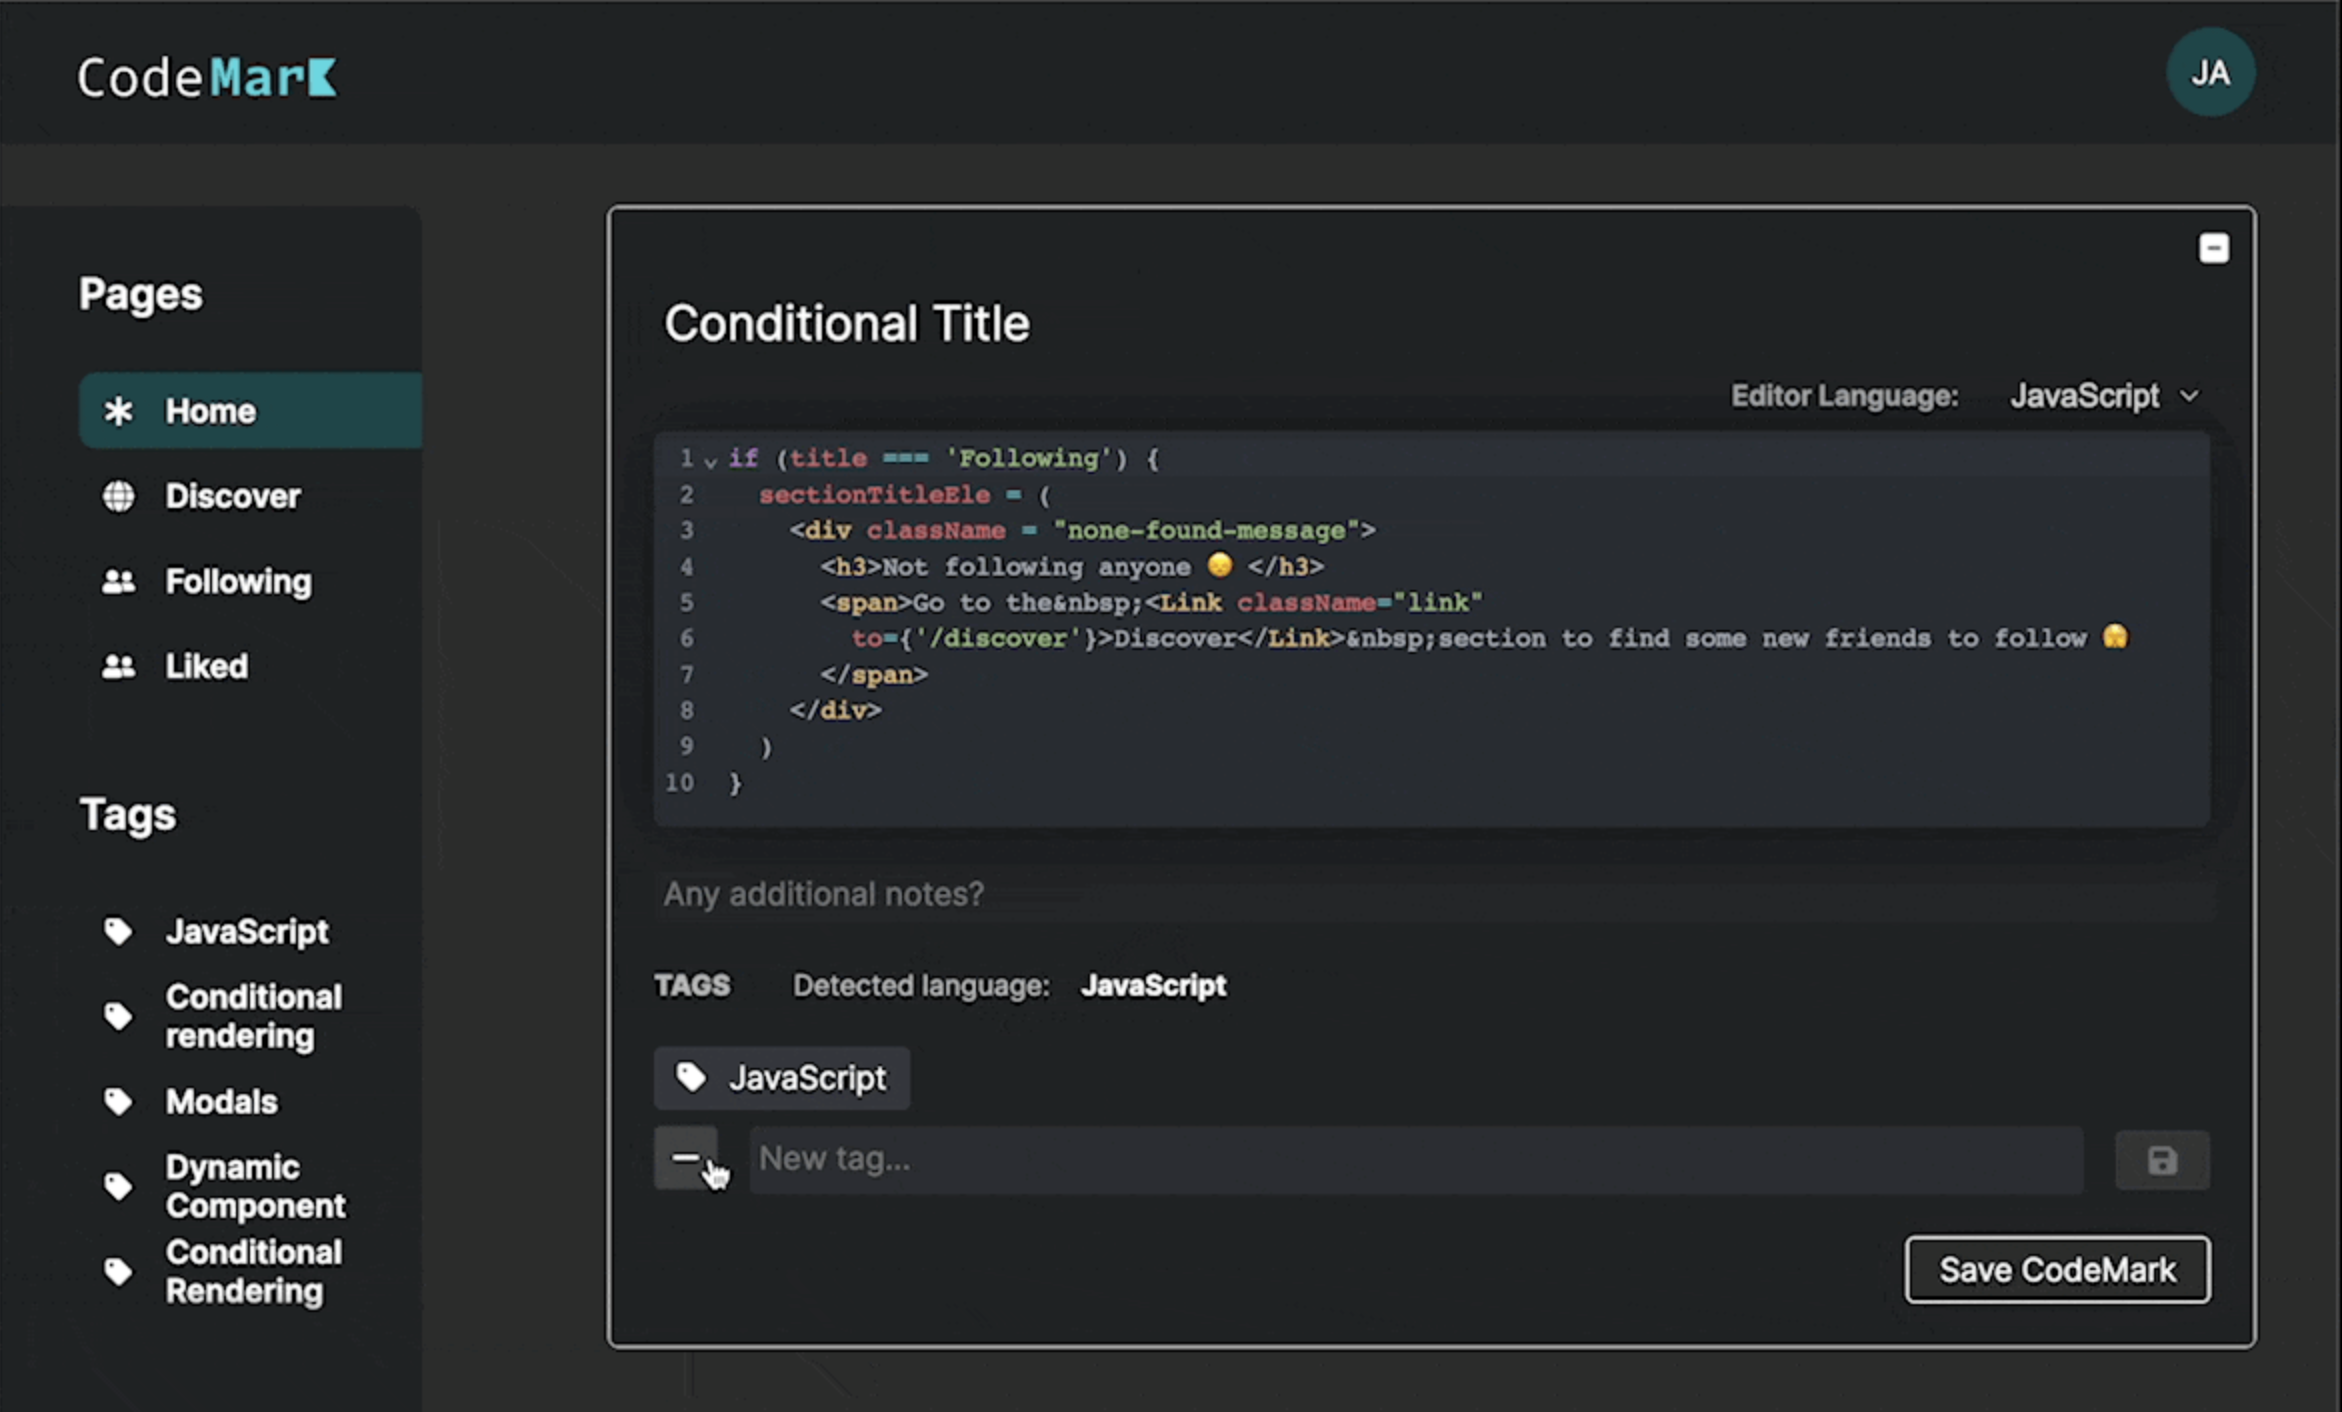 CodeMark
JA
Pages
Home
Discover
Following
Liked
Tags
JavaScript
Conditional
rendering
Modals
Dynamic
Component
Conditional
Rendering
Conditional Title
Editor Language: JavaScript
1 if (title === 'Following') {
2 sectionTitleEle = (
3 <div className = "none-found-message">
4 <h3>Not following anyone 😞 </h3>
5 <span>Go to the&nbsp;<Link className="link"
6 to={'/discover'}>Discover</Link>&nbsp;section to find some new friends to follow
7 </span>
8 </div>
9 )
10 }
Any additional notes?
TAGS Detected language: JavaScript
JavaScript
New tag...
Save CodeMark